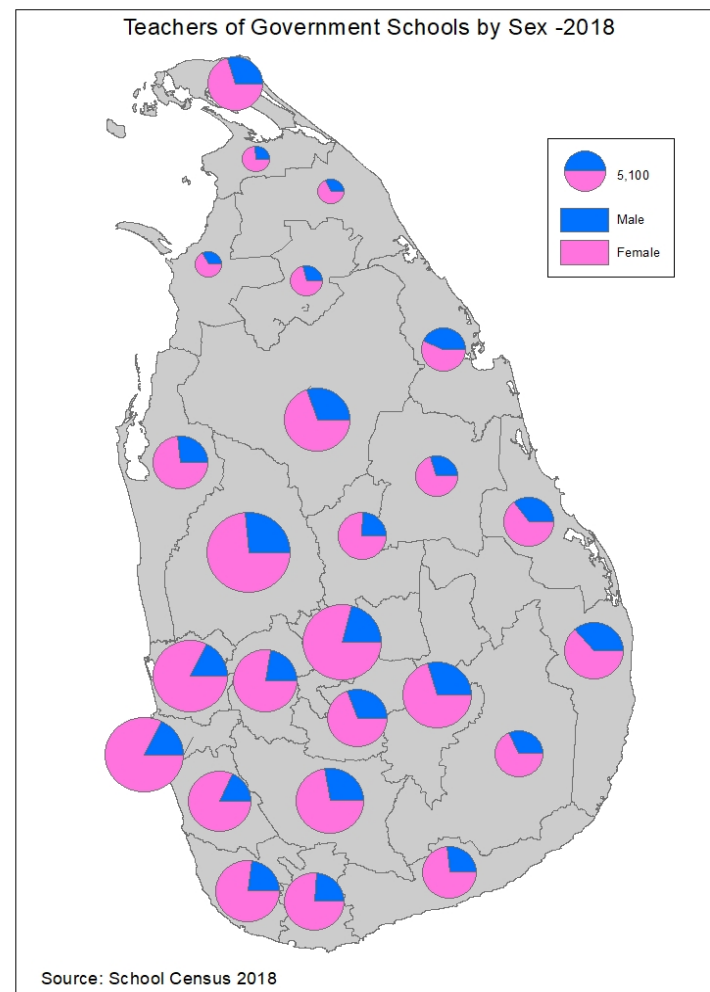 Teachers of Government Schools by Sex -2018
5,100
Male
Female
Source: School Census 2018